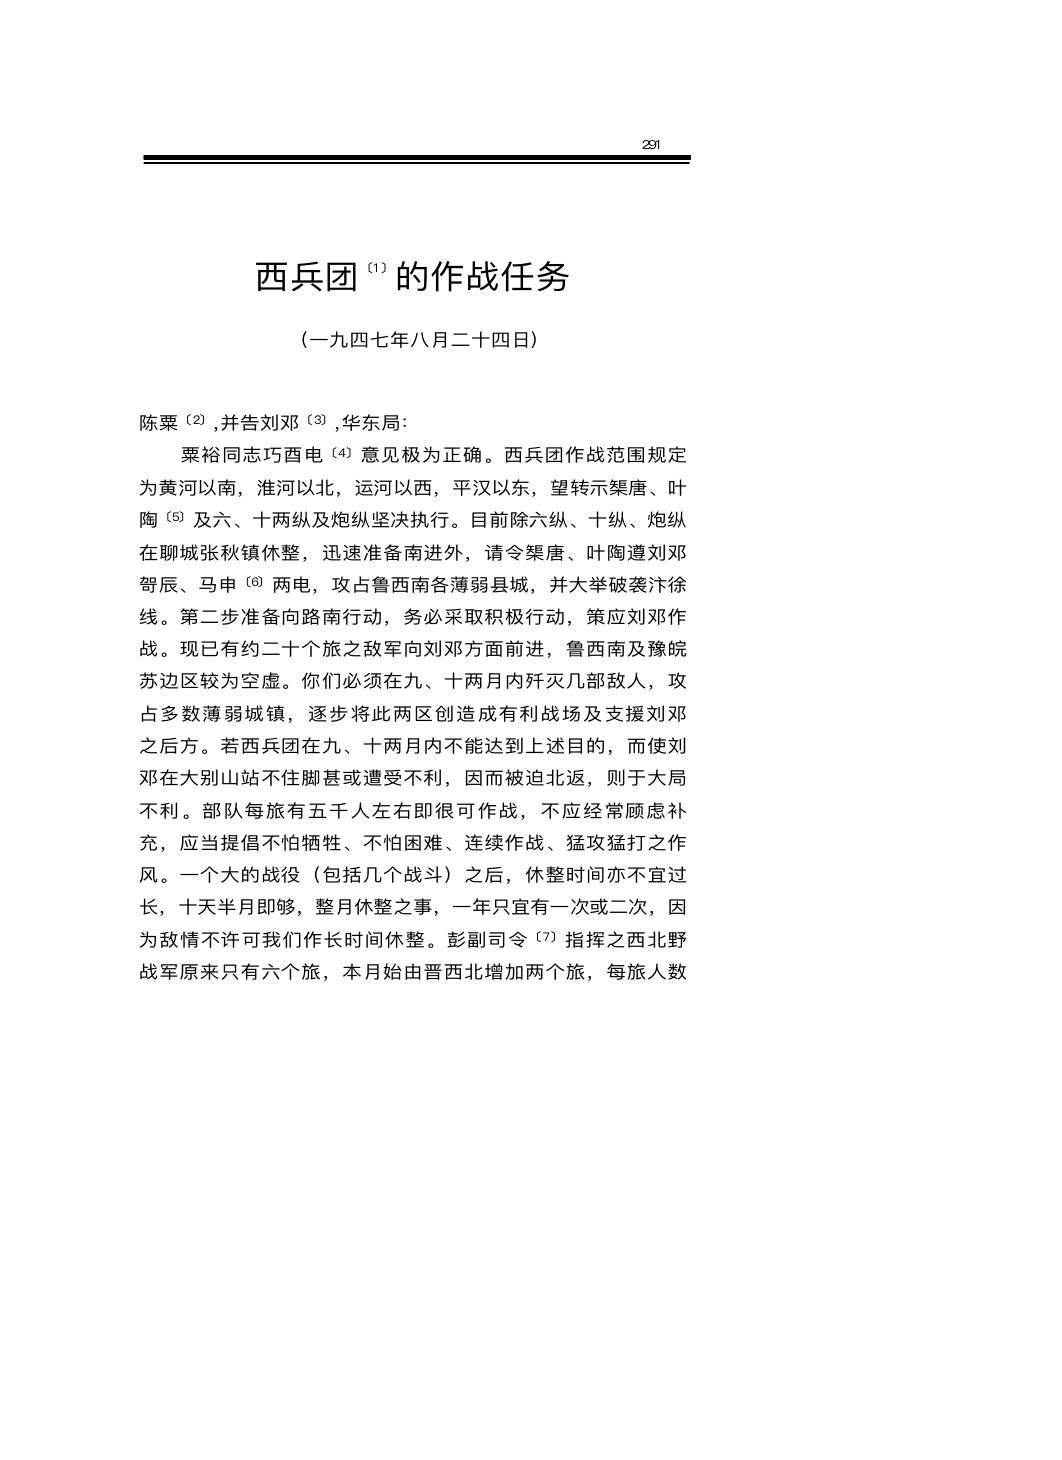 291
西兵团〔1〕的作战任务
（一九四七年八月二十四日）
陈粟〔2〕,并告刘邓〔3〕,华东局：
粟裕同志巧酉电〔4〕意见极为正确。西兵团作战范围规定
为黄河以南，淮河以北，运河以西，平汉以东，望转示榘唐、叶
陶〔5〕及六、十两纵及炮纵坚决执行。目前除六纵、十纵、炮纵
在聊城张秋镇休整，迅速准备南进外，请令榘唐、叶陶遵刘邓
哿辰、马申〔6〕两电，攻占鲁西南各薄弱县城，并大举破袭汴徐
线。第二步准备向路南行动，务必采取积极行动，策应刘邓作
战。现已有约二十个旅之敌军向刘邓方面前进，鲁西南及豫皖
苏边区较为空虚。你们必须在九、十两月内歼灭几部敌人，攻
占多数薄弱城镇，逐步将此两区创造成有利战场及支援刘邓
之后方。若西兵团在九、十两月内不能达到上述目的，而使刘
邓在大别山站不住脚甚或遭受不利，因而被迫北返，则于大局
不利。部队每旅有五千人左右即很可作战，不应经常顾虑补
充，应当提倡不怕牺牲、不怕困难、连续作战、猛攻猛打之作
风。一个大的战役（包括几个战斗）之后，休整时间亦不宜过
长，十天半月即够，整月休整之事，一年只宜有一次或二次，因
为敌情不许可我们作长时间休整。彭副司令〔7〕指挥之西北野
战军原来只有六个旅，本月始由晋西北增加两个旅，每旅人数